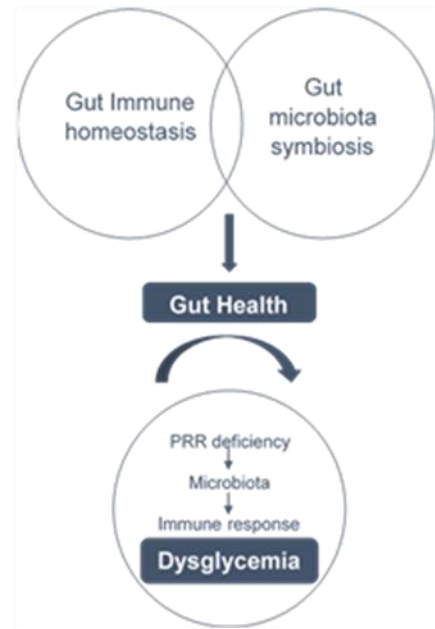 Gut Immune
homeostasis
Gut
microbiota
symbiosis
Gut Health
PRR deficiency
Microbiota
Immune response
Dysglycemia